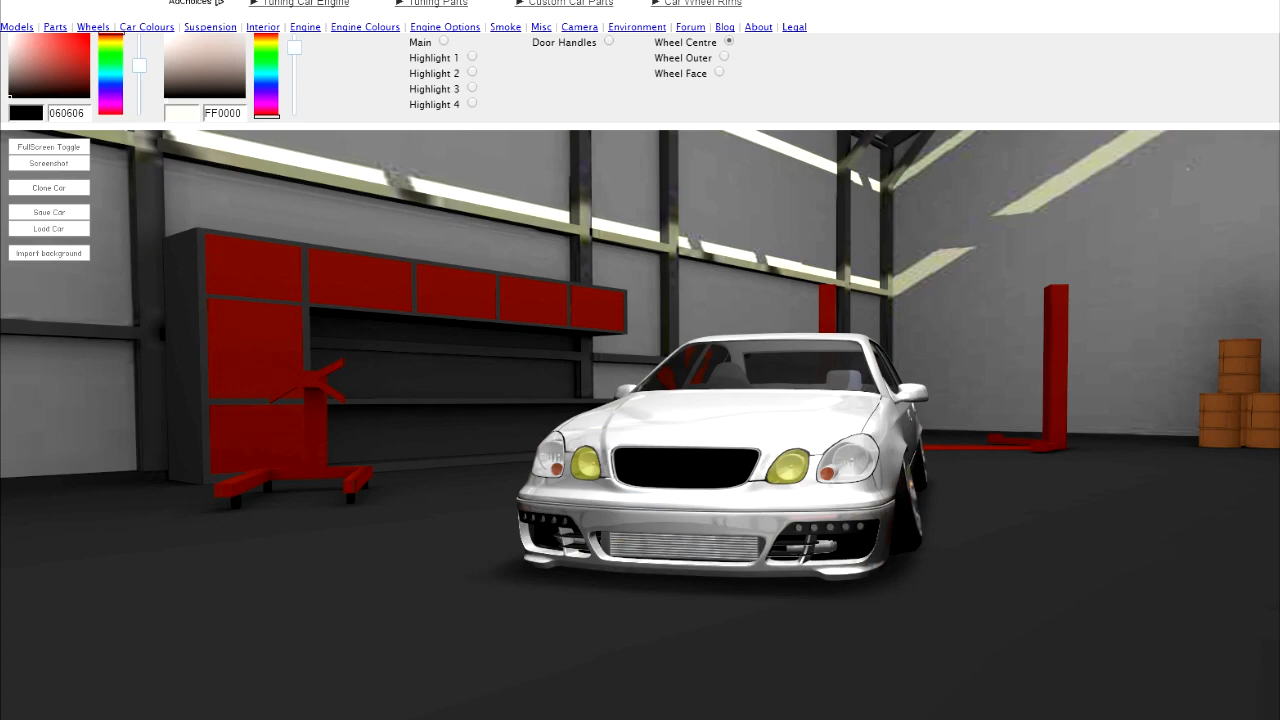 AdChoices ▶ Tuning Car Engine ▶ Tuning Parts ▶ Custom Car Parts ▶ Car Wheel Rims
Models | Parts | Wheels | Car Colours | Suspension | Interior | Engine | Engine Colours | Engine Options | Smoke | Misc | Camera | Environment | Forum | Blog | About | Legal
Main Door Handles Wheel Centre
Highlight 1 Wheel Outer
Highlight 2 Wheel Face
Highlight 3
Highlight 4
060606 FF0000
FullScreen Toggle
Screenshot
Clone Car
Save Car
Load Car
Import background